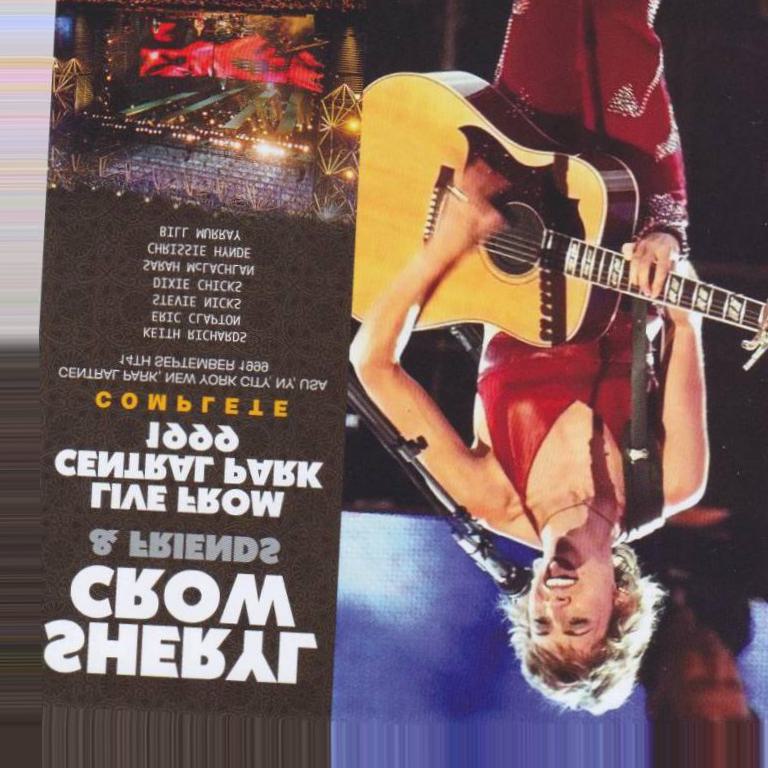 SHERYL
CROW
& FRIENDS
LIVE FROM
CENTRAL PARK
1999
COMPLETE
CENTRAL PARK, NEW YORK CITY, NY, USA
14TH SEPTEMBER 1999
KEITH RICHARDS
ERIC CLAPTON
STEVIE NICKS
DIXIE CHICKS
SARAH McLACHLAN
CHRISSIE HYNDE
BILL MURRAY